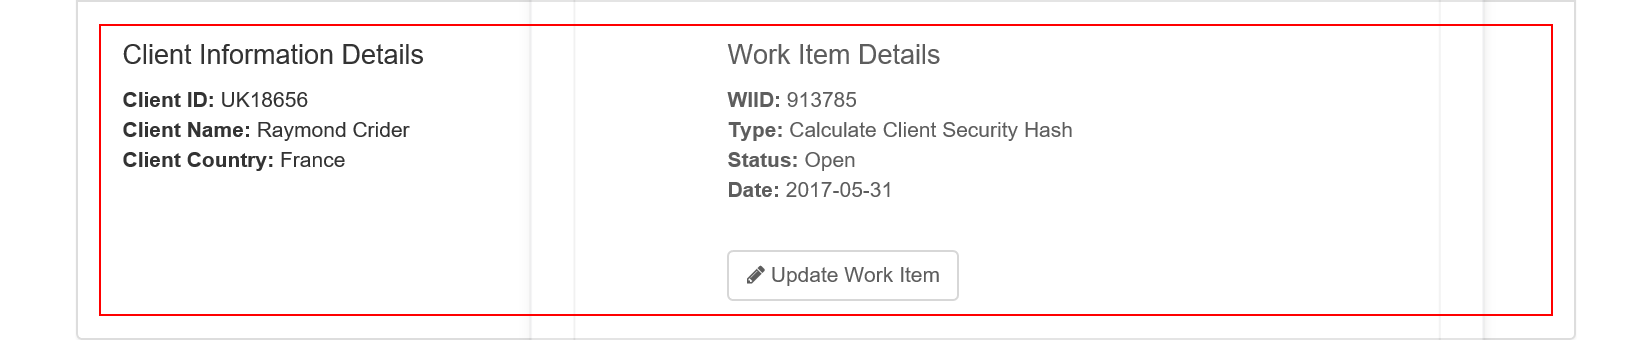 Client Information Details
Client ID: UK18656
Client Name: Raymond Crider
Client Country: France
Work Item Details
WIID: 913785
Type: Calculate Client Security Hash
Status: Open
Date: 2017-05-31
Update Work Item